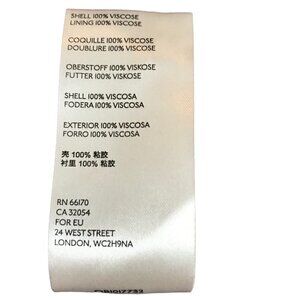 SHELL 100% VISCOSE
LINING 100% VISCOSE
COQUILLE 100% VISCOSE
DOUBLURE 100% VISCOSE
OBERSTOFF 100% VISKOSE
FUTTER 100% VISKOSE
SHELL 100% VISCOSA
FODERA 100% VISCOSA
EXTERIOR 100% VISCOSA
FORRO 100% VISCOSA
壳 100% 粘胶
衬里 100% 粘胶
RN 66170
CA 32054
FOR EU
24 WEST STREET
LONDON, WC2H9NA